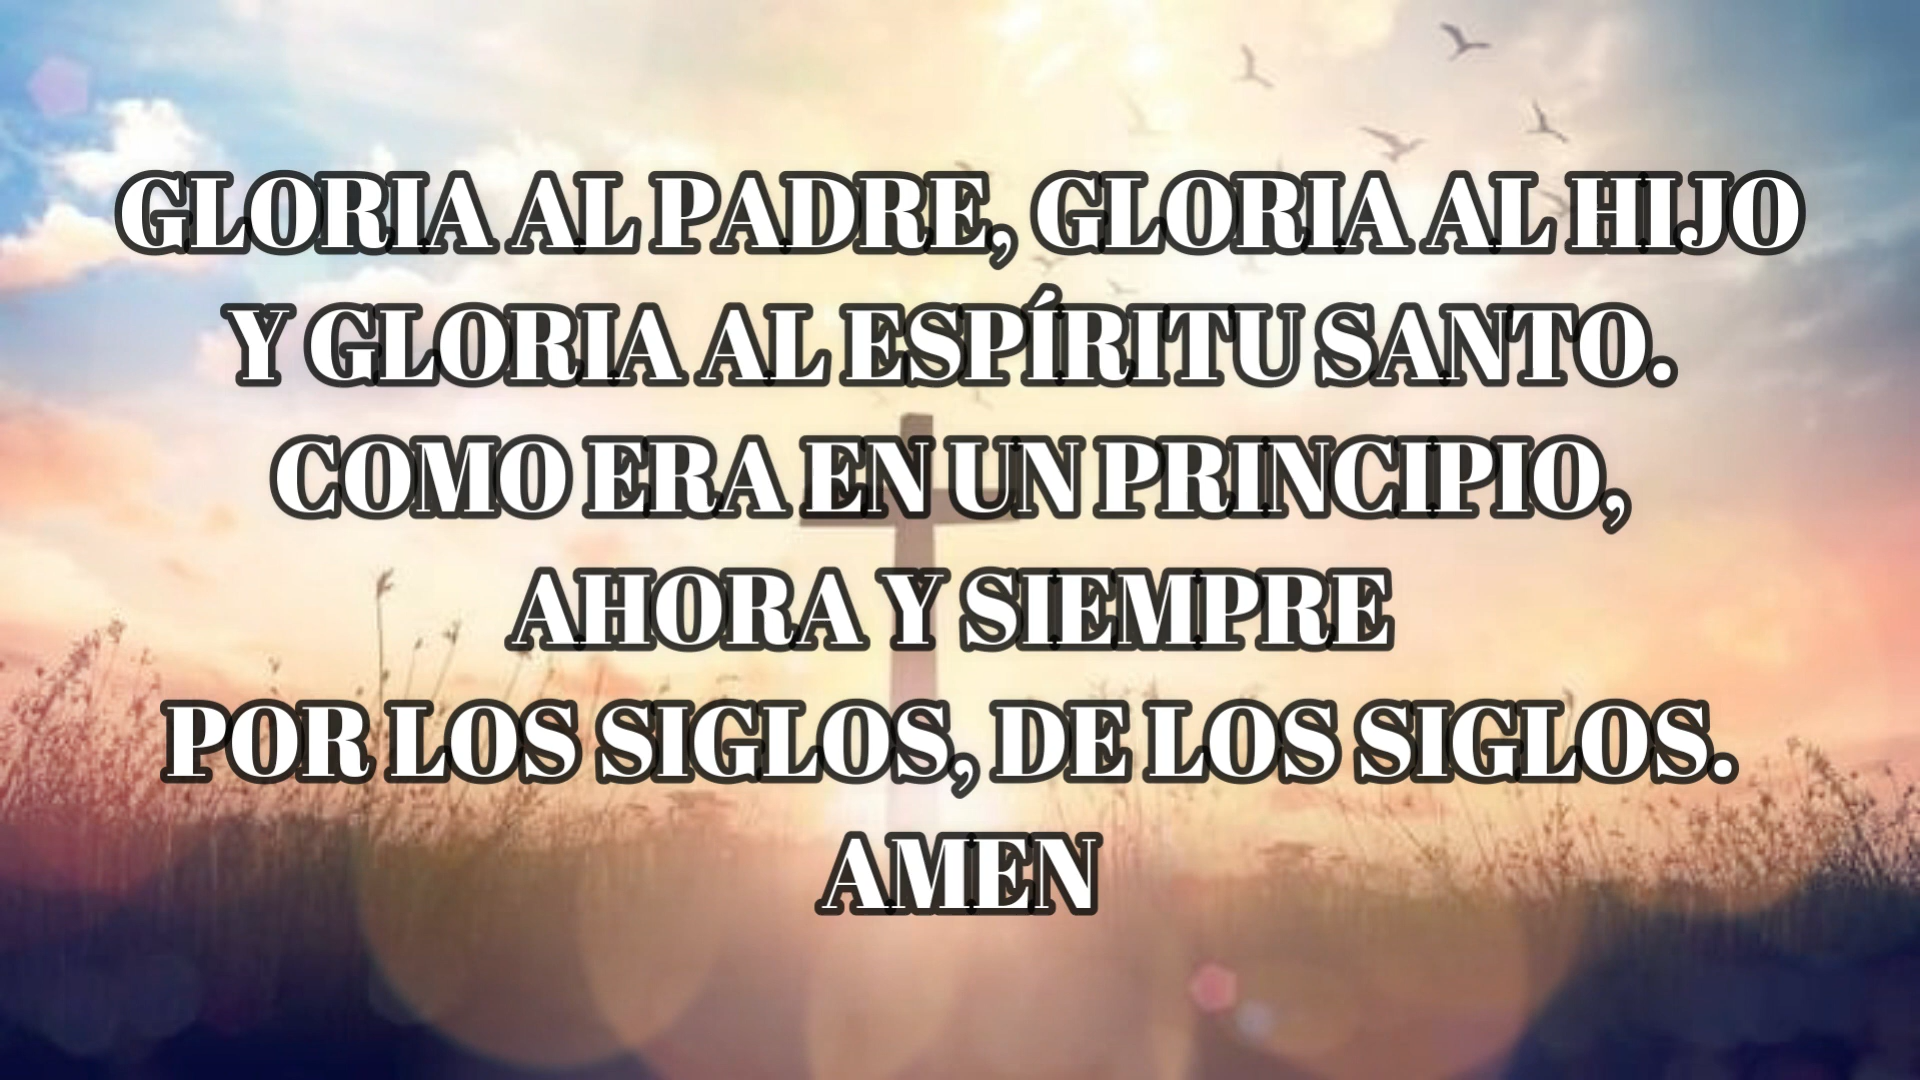 GLORIA AL PADRE, GLORIA AL HIJO
Y GLORIA AL ESPÍRITU SANTO.
COMO ERA EN UN PRINCIPIO,
AHORA Y SIEMPRE
POR LOS SIGLOS, DE LOS SIGLOS.
AMEN